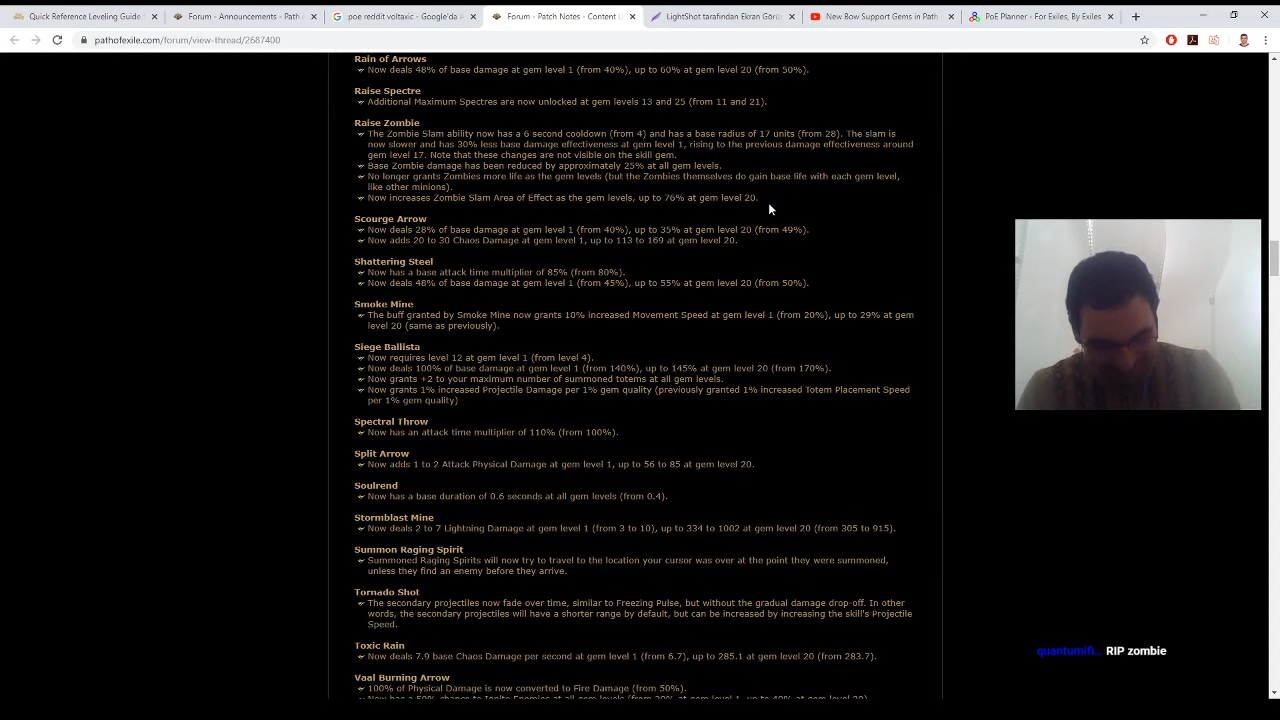 Quick Reference Leveling Guide
Forum - Announcements - Path
poe reddit voltaxic - Google'da A
Forum - Patch Notes - Content U
LightShot tarafından Ekran Görü
New Bow Support Gems in Path
PoE Planner - For Exiles, By Exiles
pathofexile.com/forum/view-thread/2687400
Rain of Arrows
Now deals 48% of base damage at gem level 1 (from 40%), up to 60% at gem level 20 (from 50%).
Raise Spectre
Additional Maximum Spectres are now unlocked at gem levels 13 and 25 (from 11 and 21).
Raise Zombie
The Zombie Slam ability now has a 6 second cooldown (from 4) and has a base radius of 17 units (from 28). The slam is
now slower and has 30% less base damage effectiveness at gem level 1, rising to the previous damage effectiveness around
gem level 17. Note that these changes are not visible on the skill gem.
Base Zombie damage has been reduced by approximately 25% at all gem levels.
No longer grants Zombies more life as the gem levels (but the Zombies themselves do gain base life with each gem level,
like other minions).
Now increases Zombie Slam Area of Effect as the gem levels, up to 76% at gem level 20.
Scourge Arrow
Now deals 28% of base damage at gem level 1 (from 40%), up to 35% at gem level 20 (from 49%).
Now adds 20 to 30 Chaos Damage at gem level 1, up to 113 to 169 at gem level 20.
Shattering Steel
Now has a base attack time multiplier of 85% (from 80%).
Now deals 48% of base damage at gem level 1 (from 45%), up to 55% at gem level 20 (from 50%).
Smoke Mine
The buff granted by Smoke Mine now grants 10% increased Movement Speed at gem level 1 (from 20%), up to 29% at gem
level 20 (same as previously).
Siege Ballista
Now requires level 12 at gem level 1 (from level 4).
Now deals 100% of base damage at gem level 1 (from 140%), up to 145% at gem level 20 (from 170%).
Now grants +2 to your maximum number of summoned totems at all gem levels.
Now grants 1% increased Projectile Damage per 1% gem quality (previously granted 1% increased Totem Placement Speed
per 1% gem quality)
Spectral Throw
Now has an attack time multiplier of 110% (from 100%).
Split Arrow
Now adds 1 to 2 Attack Physical Damage at gem level 1, up to 56 to 85 at gem level 20.
Soulrend
Now has a base duration of 0.6 seconds at all gem levels (from 0.4).
Stormblast Mine
Now deals 2 to 7 Lightning Damage at gem level 1 (from 3 to 10), up to 334 to 1002 at gem level 20 (from 305 to 915).
Summon Raging Spirit
Summoned Raging Spirits will now try to travel to the location your cursor was over at the point they were summoned,
unless they find an enemy before they arrive.
Tornado Shot
The secondary projectiles now fade over time, similar to Freezing Pulse, but without the gradual damage drop-off. In other
words, the secondary projectiles will have a shorter range by default, but can be increased by increasing the skill's Projectile
Speed.
Toxic Rain
Now deals 7.9 base Chaos Damage per second at gem level 1 (from 6.7), up to 285.1 at gem level 20 (from 283.7).
quantumifi... RIP zombie
Vaal Burning Arrow
100% of Physical Damage is now converted to Fire Damage (from 50%).